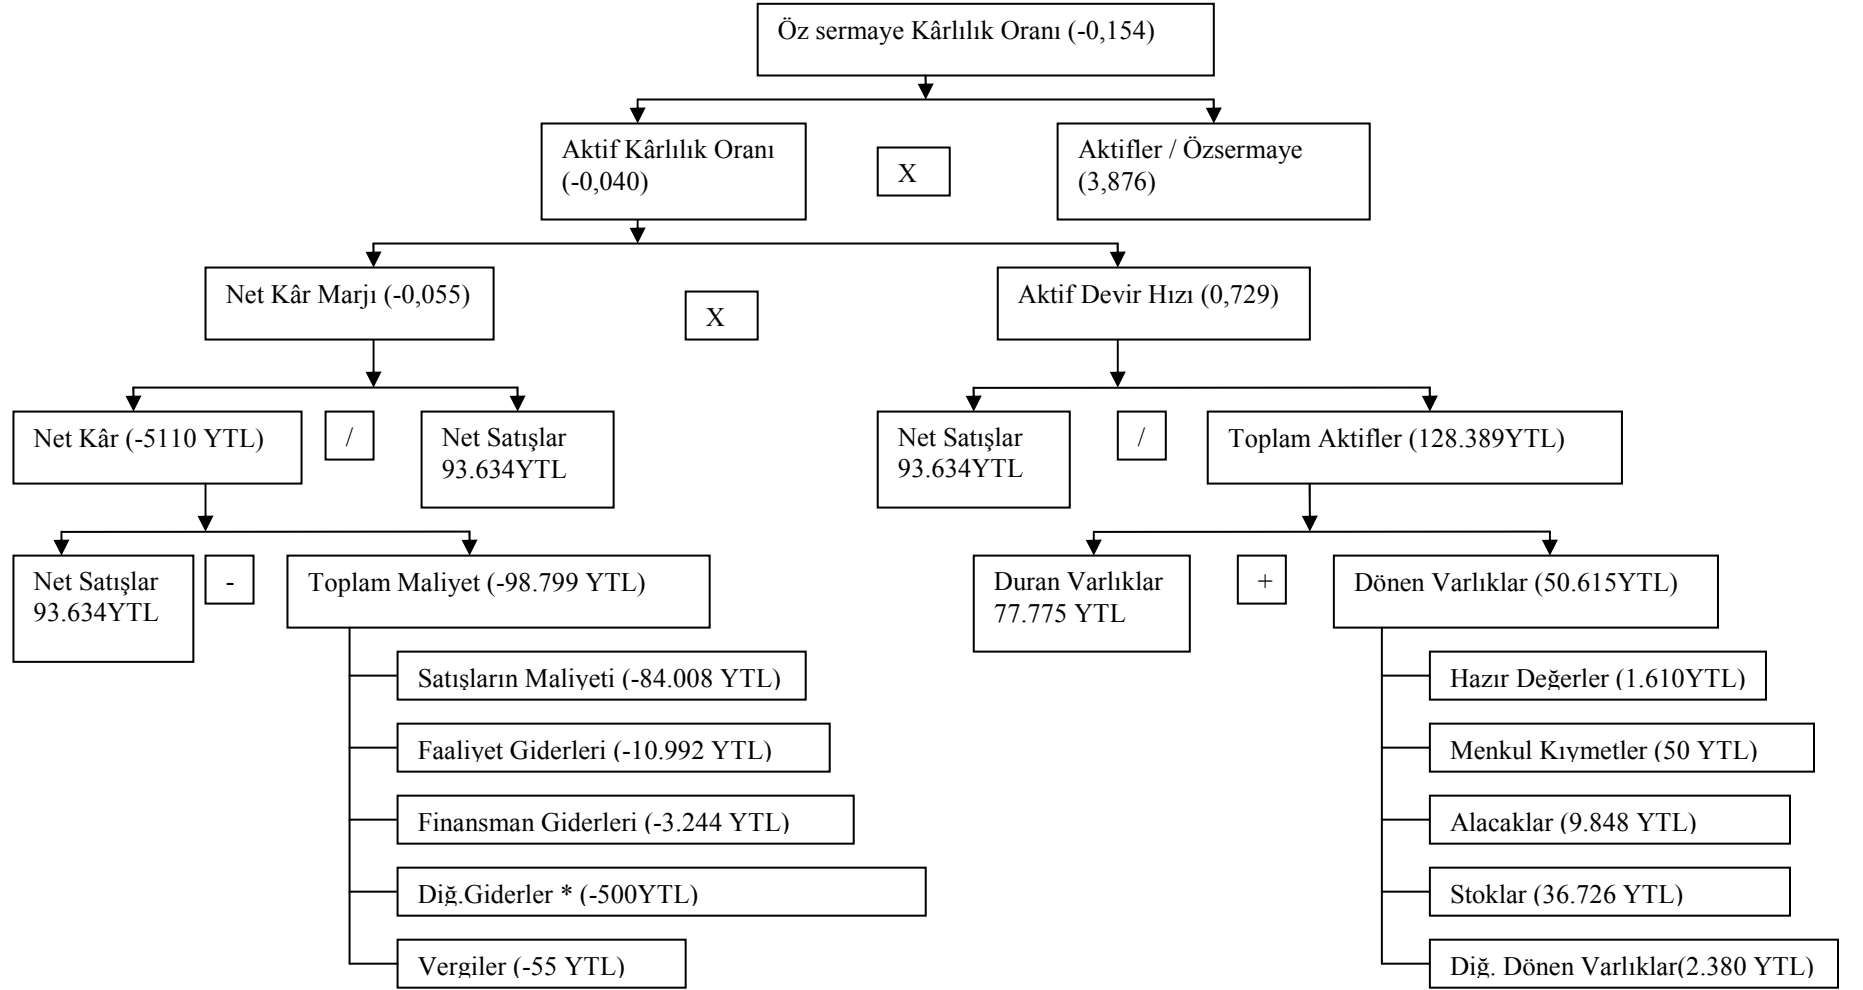 Öz sermaye Kârlılık Oranı (-0,154)
Aktif Kârlılık Oranı
(-0,040)
X
Aktifler / Özsermaye
(3,876)
Net Kâr Marjı (-0,055)
X
Aktif Devir Hızı (0,729)
Net Kâr (-5110 YTL)
/
Net Satışlar
93.634YTL
Net Satışlar
93.634YTL
/
Toplam Aktifler (128.389YTL)
Net Satışlar
93.634YTL
-
Toplam Maliyet (-98.799 YTL)
Duran Varlıklar
77.775 YTL
+
Dönen Varlıklar (50.615YTL)
Satışların Maliyeti (-84.008 YTL)
Faaliyet Giderleri (-10.992 YTL)
Finansman Giderleri (-3.244 YTL)
Diğ.Giderler * (-500YTL)
Vergiler (-55 YTL)
Hazır Değerler (1.610YTL)
Menkul Kıymetler (50 YTL)
Alacaklar (9.848 YTL)
Stoklar (36.726 YTL)
Diğ. Dönen Varlıklar(2.380 YTL)